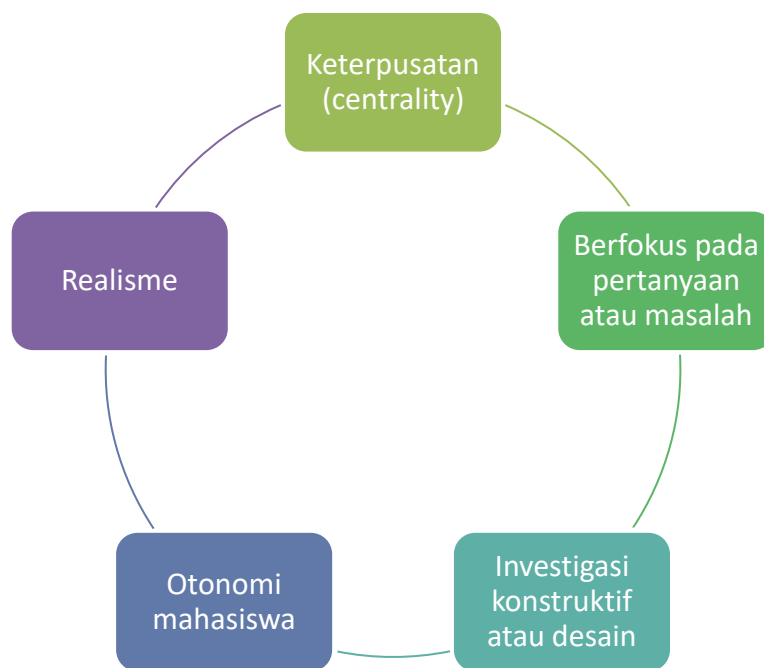 Keterpusatan
(centrality)
Berfokus pada
pertanyaan
atau masalah
Investigasi
konstruktif
atau desain
Otonomi
mahasiswa
Realisme